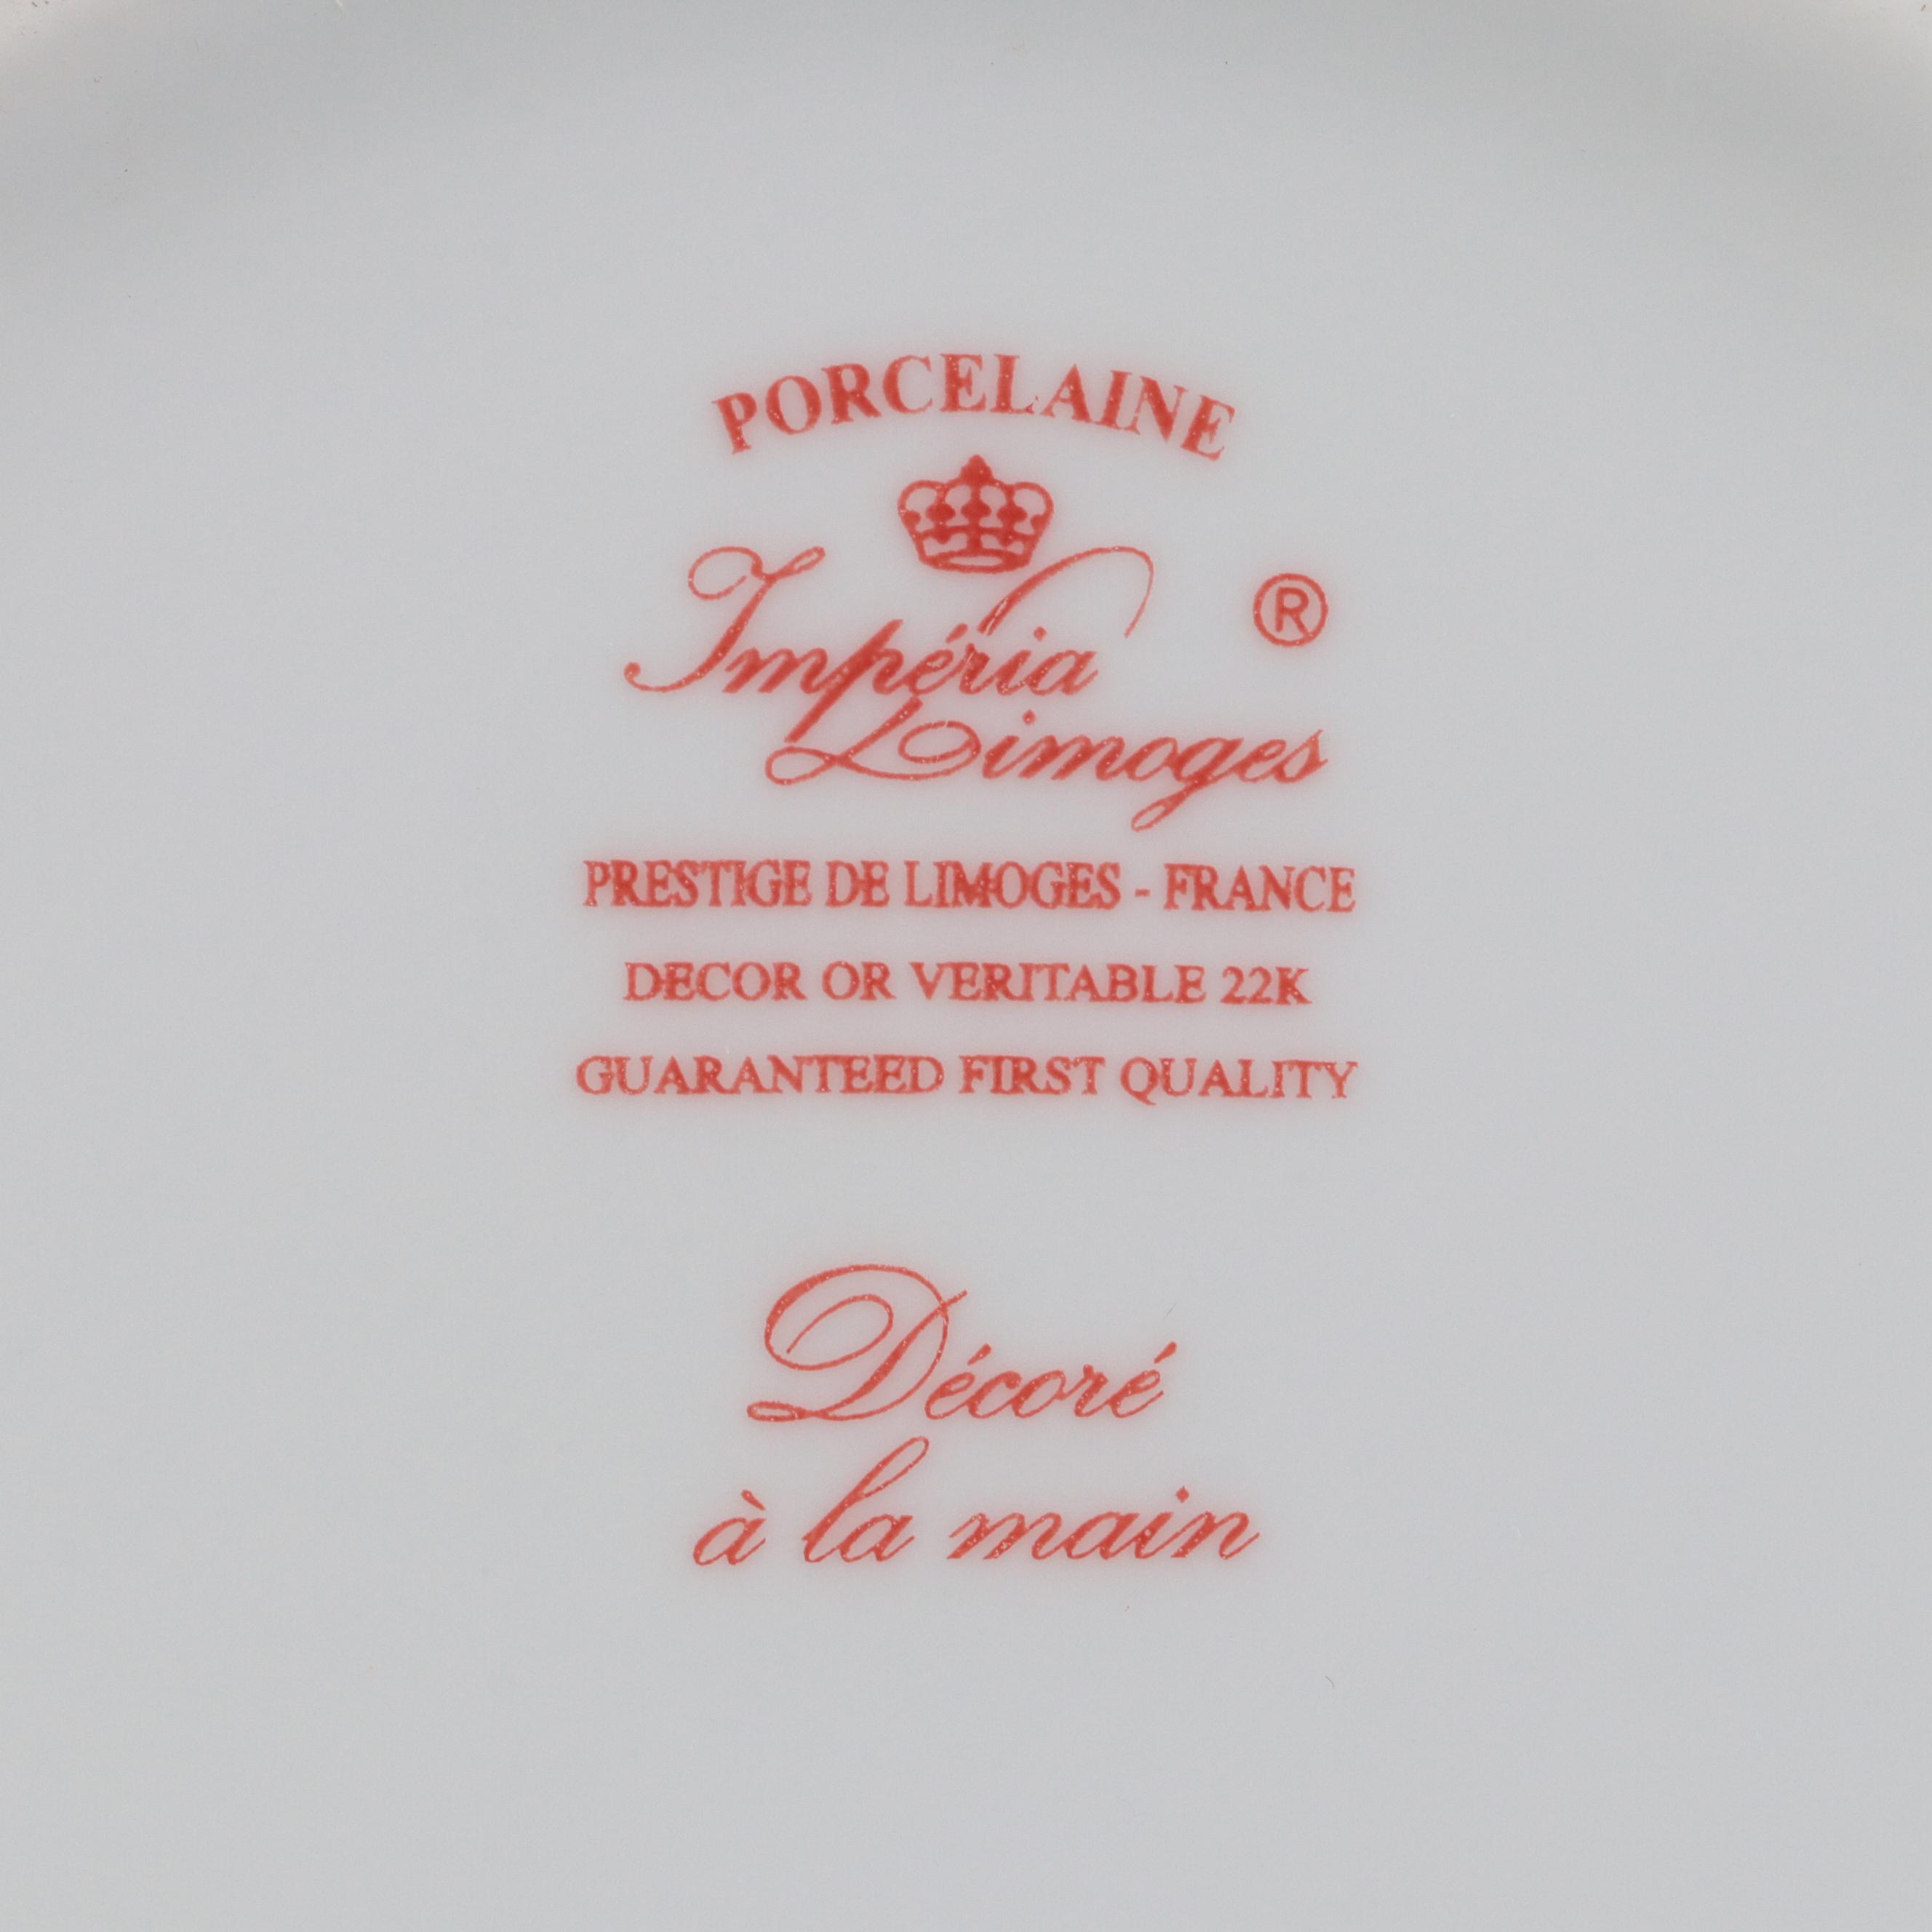 PORCELAINE
Impéria ®
Limoges
PRESTIGE DE LIMOGES - FRANCE
DECOR OR VERITABLE 22K
GUARANTEED FIRST QUALITY
Décoré
à la main